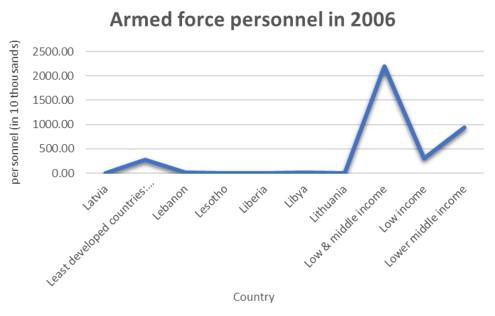 Armed force personnel in 2006
personnel (in 10 thousands)
2500.00
2000.00
1500.00
1000.00
500.00
0.00
Latvia
Least developed countries:...
Lebanon
Lesotho
Liberia
Libya
Lithuania
Low & middle income
Low income
Lower middle income
Country